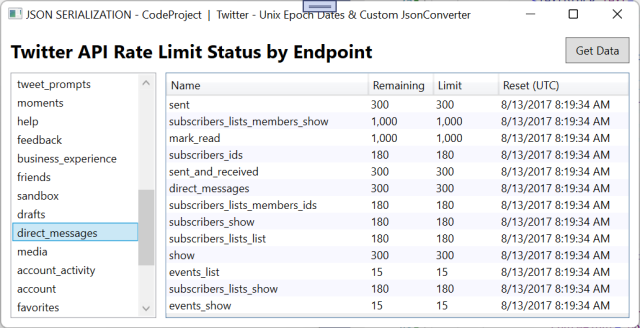 JSON SERIALIZATION - CodeProject | Twitter - Unix Epoch Dates & Custom JsonConverter
Twitter API Rate Limit Status by Endpoint
Get Data
tweet_prompts
moments
help
feedback
business_experience
friends
sandbox
drafts
direct_messages
media
account_activity
account
favorites
Name Remaining Limit Reset (UTC)
sent 300 300 8/13/2017 8:19:34 AM
subscribers_lists_members_show 1,000 1,000 8/13/2017 8:19:34 AM
mark_read 1,000 1,000 8/13/2017 8:19:34 AM
subscribers_ids 180 180 8/13/2017 8:19:34 AM
sent_and_received 300 300 8/13/2017 8:19:34 AM
direct_messages 300 300 8/13/2017 8:19:34 AM
subscribers_lists_members_ids 180 180 8/13/2017 8:19:34 AM
subscribers_show 180 180 8/13/2017 8:19:34 AM
subscribers_lists_list 180 180 8/13/2017 8:19:34 AM
show 300 300 8/13/2017 8:19:34 AM
events_list 15 15 8/13/2017 8:19:34 AM
subscribers_lists_show 180 180 8/13/2017 8:19:34 AM
events_show 15 15 8/13/2017 8:19:34 AM